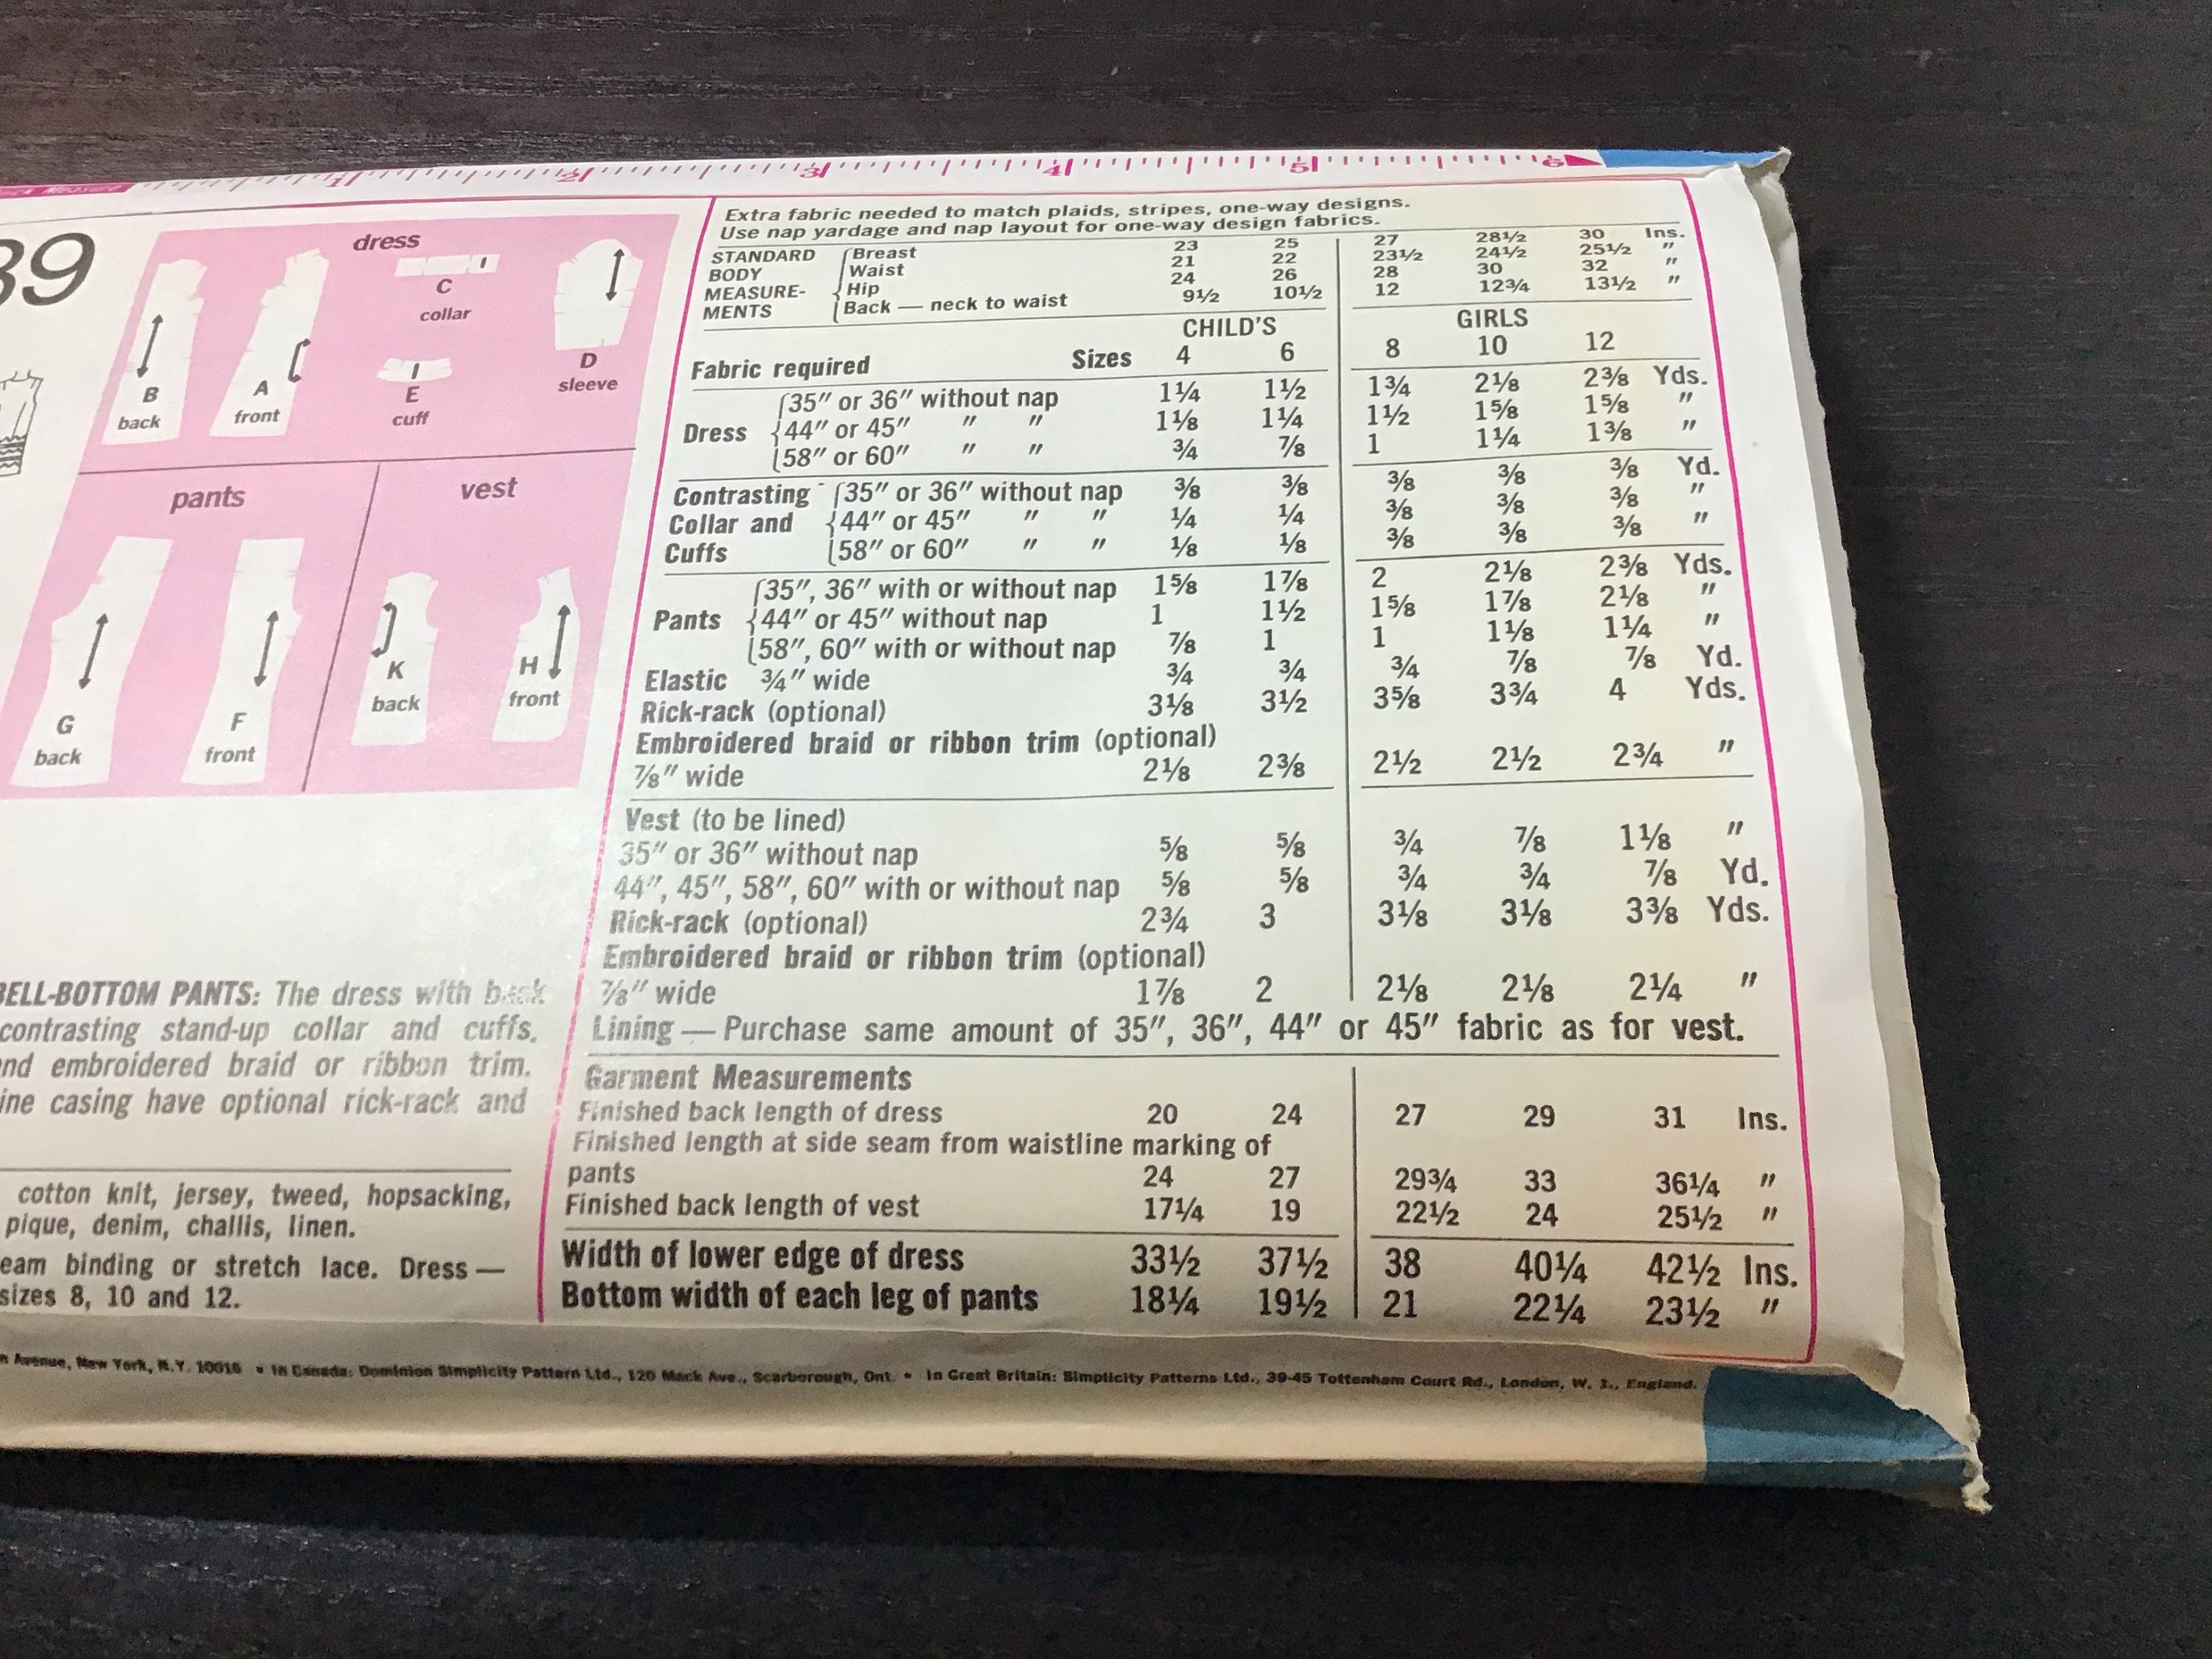 Measure
1 2 3 4 5 6
39
dress
C
collar
B
back
A
front
E
cuff
D
sleeve
pants
vest
G
back
F
front
K
back
H
front
BELL-BOTTOM PANTS: The dress with back
contrasting stand-up collar and cuffs.
embroidered braid or ribbon trim.
casing have optional rick-rack and
cotton knit, jersey, tweed, hopsacking,
pique, denim, challis, linen.
binding or stretch lace. Dress —
sizes 8, 10 and 12.
Extra fabric needed to match plaids, stripes, one-way designs.
Use nap yardage and nap layout for one-way design fabrics.
STANDARD BODY MEASURE-MENTS
Breast 23 25 27 28½ 30 Ins.
Waist 21 22 23½ 24½ 25½ ″
Hip 24 26 28 30 32 ″
Back — neck to waist 9½ 10½ 12 12¾ 13½ ″
CHILD'S GIRLS
Fabric required Sizes 4 6 8 10 12
Dress
35″ or 36″ without nap 1¼ 1½ 1¾ 2⅛ 2⅜ Yds.
44″ or 45″ ″ ″ 1⅛ 1¼ 1½ 1⅝ 1⅝ ″
58″ or 60″ ″ ″ ¾ ⅞ 1 1¼ 1⅜ ″
Contrasting 35″ or 36″ without nap ⅜ ⅜ ⅜ ⅜ ⅜ Yd.
Collar and 44″ or 45″ ″ ″ ¼ ¼ ⅜ ⅜ ⅜ ″
Cuffs 58″ or 60″ ″ ″ ⅛ ⅛ ⅜ ⅜ ⅜ ″
35″, 36″ with or without nap 1⅝ 1⅞ 2 2⅛ 2⅜ Yds.
Pants 44″ or 45″ without nap 1 1½ 1⅝ 1⅞ 2⅛ ″
58″, 60″ with or without nap ⅞ 1 1 1⅛ 1¼ ″
Elastic ¾″ wide ¾ ¾ ¾ ⅞ ⅞ Yd.
Rick-rack (optional) 3⅛ 3½ 3⅝ 3¾ 4 Yds.
Embroidered braid or ribbon trim (optional)
⅞″ wide 2⅛ 2⅜ 2½ 2½ 2¾ ″
Vest (to be lined)
35″ or 36″ without nap ⅝ ⅝ ¾ ⅞ 1⅛ ″
44″, 45″, 58″, 60″ with or without nap ⅝ ⅝ ¾ ¾ ⅞ Yd.
Rick-rack (optional) 2¾ 3 3⅛ 3⅛ 3⅜ Yds.
Embroidered braid or ribbon trim (optional)
⅞″ wide 1⅞ 2 2⅛ 2⅛ 2¼ ″
Lining — Purchase same amount of 35″, 36″, 44″ or 45″ fabric as for vest.
Garment Measurements
Finished back length of dress 20 24 27 29 31 Ins.
Finished length at side seam from waistline marking of
pants 24 27 29¾ 33 36¼ ″
Finished back length of vest 17¼ 19 22½ 24 25½ ″
Width of lower edge of dress 33½ 37½ 38 40¼ 42½ Ins.
Bottom width of each leg of pants 18¼ 19½ 21 22¼ 23½ ″
Avenue, New York, N.Y. 10016 • In Canada: Dominion Simplicity Pattern Ltd., 120 Mack Ave., Scarborough, Ont. • In Great Britain: Simplicity Patterns Ltd., 39-45 Tottenham Court Rd., London, W. 1., England.